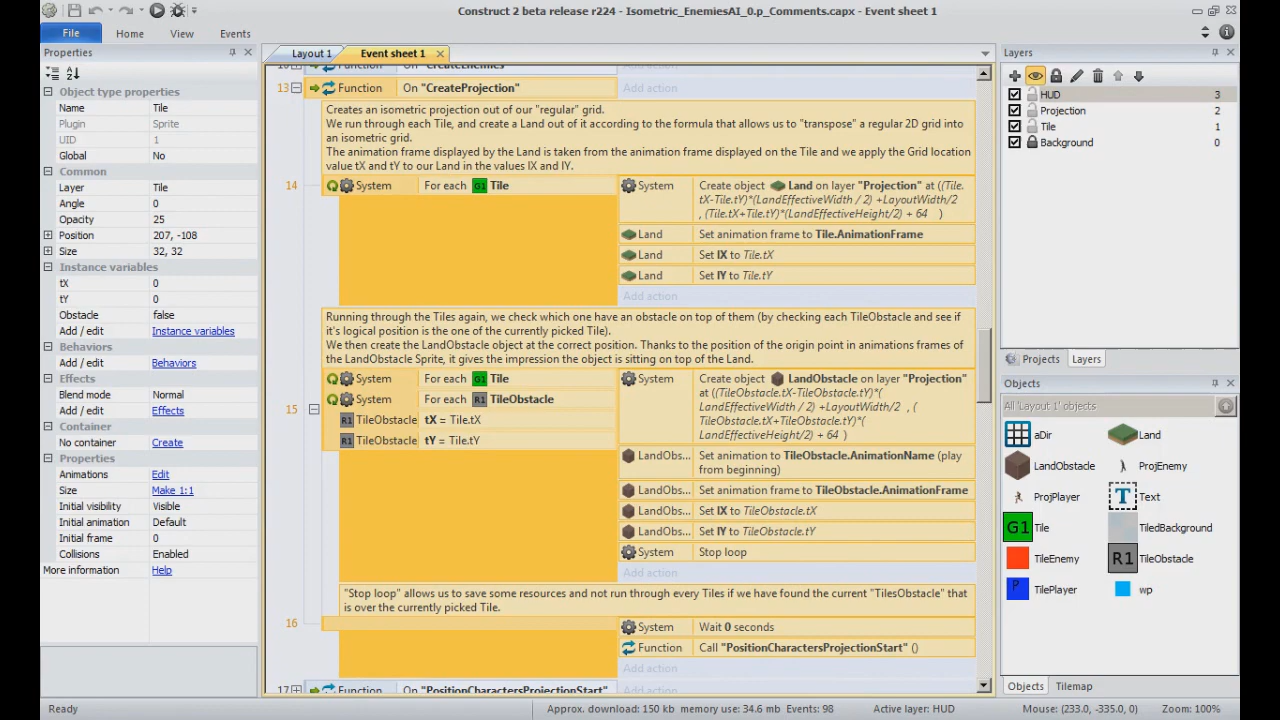 Construct 2 beta release r224 - Isometric_EnemiesAI_0.p_Comments.capx - Event sheet 1
File Home View Events
Properties
Object type properties
Name Tile
Plugin Sprite
UID 1
Global No
Common
Layer Tile
Angle 0
Opacity 25
Position 207, -108
Size 32, 32
Instance variables
tX 0
tY 0
Obstacle false
Add / edit Instance variables
Behaviors
Add / edit Behaviors
Effects
Blend mode Normal
Add / edit Effects
Container
No container Create
Properties
Animations Edit
Size Make 1:1
Initial visibility Visible
Initial animation Default
Initial frame 0
Collisions Enabled
More information Help
Layout 1 Event sheet 1
Function On "CreateEnemies" Add action
13 Function On "CreateProjection" Add action
Creates an isometric projection out of our "regular" grid.
We run through each Tile, and create a Land out of it according to the formula that allows us to "transpose" a regular 2D grid into
an isometric grid.
The animation frame displayed by the Land is taken from the animation frame displayed on the Tile and we apply the Grid location
value tX and tY to our Land in the values lX and lY.
14 System For each G1 Tile System Create object Land on layer "Projection" at ((Tile.
tX-Tile.tY)*(LandEffectiveWidth / 2) +LayoutWidth/2
, (Tile.tX+Tile.tY)*(LandEffectiveHeight/2) + 64 )
Land Set animation frame to Tile.AnimationFrame
Land Set lX to Tile.tX
Land Set lY to Tile.tY
Add action
Running through the Tiles again, we check which one have an obstacle on top of them (by checking each TileObstacle and see if
it's logical position is the one of the currently picked Tile).
We then create the LandObstacle object at the correct position. Thanks to the position of the origin point in animations frames of
the LandObstacle Sprite, it gives the impression the object is sitting on top of the Land.
15 System For each G1 Tile
System For each R1 TileObstacle
R1 TileObstacle tX = Tile.tX
R1 TileObstacle tY = Tile.tY
System Create object LandObstacle on layer "Projection"
at ((TileObstacle.tX-TileObstacle.tY)*(
LandEffectiveWidth / 2) +LayoutWidth/2 , (
TileObstacle.tX+TileObstacle.tY)*(
LandEffectiveHeight/2) + 64 )
LandObs... Set animation to TileObstacle.AnimationName (play
from beginning)
LandObs... Set animation frame to TileObstacle.AnimationFrame
LandObs... Set lX to TileObstacle.tX
LandObs... Set lY to TileObstacle.tY
System Stop loop
Add action
"Stop loop" allows us to save some resources and not run through every Tiles if we have found the current "TilesObstacle" that
is over the currently picked Tile.
16 System Wait 0 seconds
Function Call "PositionCharactersProjectionStart" ()
Add action
17 Function On "PositionCharactersProjectionStart" Add action
Layers
HUD 3
Projection 2
Tile 1
Background 0
Projects Layers
Objects
All 'Layout 1' objects
aDir Land
LandObstacle ProjEnemy
ProjPlayer T Text
G1 Tile TiledBackground
TileEnemy R1 TileObstacle
P TilePlayer wp
Objects Tilemap
Ready Approx. download: 150 kb memory use: 34.6 mb Events: 98 Active layer: HUD Mouse: (233.0, -335.0, 0) Zoom: 100%